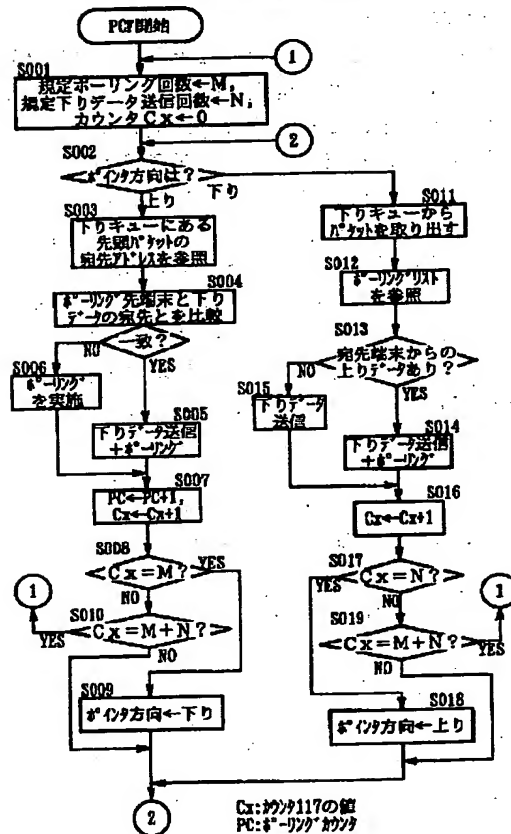 PCF開始
1
S001
規定ポーリング回数←M,
規定下りデータ送信回数←N,
カウンタCx←0
2
S002
ポインタ方向は?
上り
下り
S003
下りキューにある
先頭パケットの
宛先アドレスを参照
S004
ポーリング先端末と下り
データの宛先とを比較
一致?
NO
YES
S006
ポーリング
を実施
S005
下りデータ送信
+ポーリング
S007
PC←PC+1,
Cx←Cx+1
S008
Cx=M?
YES
NO
1
S010
Cx=M+N?
YES
NO
S009
ポインタ方向←下り
S011
下りキューから
パケットを取り出す
S012
ポーリングリスト
を参照
S013
宛先端末からの
上りデータあり?
NO
YES
S015
下りデータ
送信
S014
下りデータ送信
+ポーリング
S016
Cx←Cx+1
S017
Cx=N?
YES
NO
1
S019
Cx=M+N?
YES
NO
S018
ポインタ方向←上り
2
Cx:カウンタ117の値
PC:ポーリングカウンタ